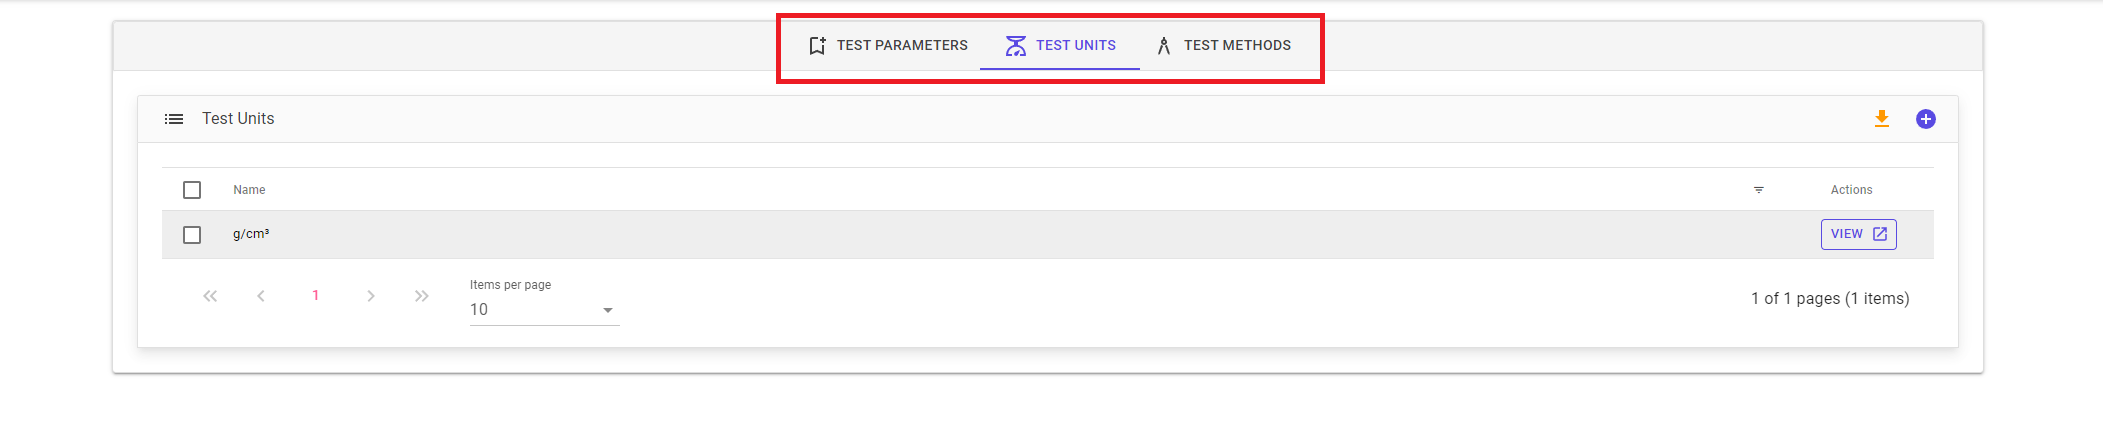 TEST PARAMETERS TEST UNITS TEST METHODS
Test Units
Name Actions
g/cm³ VIEW
1 Items per page 10 1 of 1 pages (1 items)